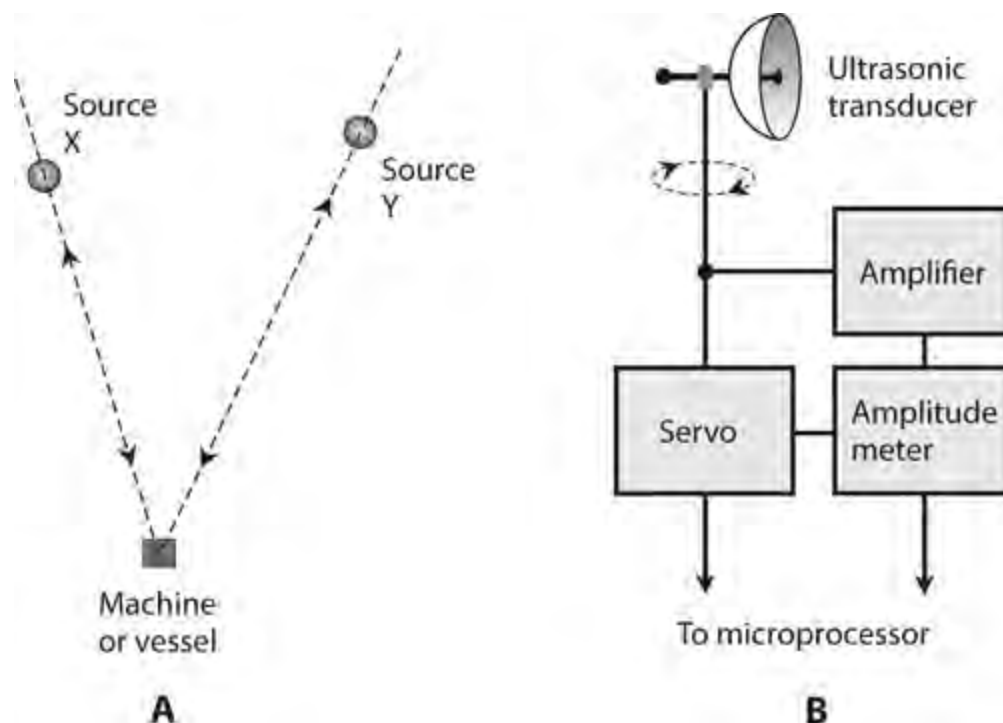 Source
X
Source
Y
Machine
or vessel
A
Ultrasonic
transducer
Amplifier
Servo
Amplitude
meter
To microprocessor
B